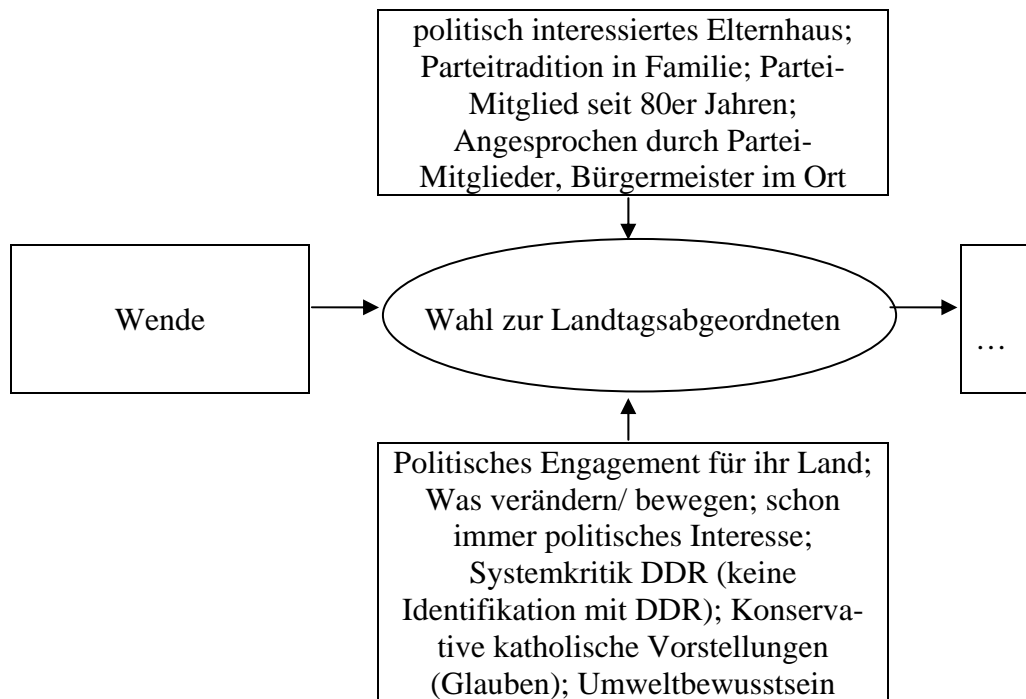 politisch interessiertes Elternhaus;
Parteitradition in Familie; Partei-
Mitglied seit 80er Jahren;
Angesprochen durch Partei-
Mitglieder, Bürgermeister im Ort
Wende
Wahl zur Landtagsabgeordneten
…
Politisches Engagement für ihr Land;
Was verändern/ bewegen; schon
immer politisches Interesse;
Systemkritik DDR (keine
Identifikation mit DDR); Konserva-
tive katholische Vorstellungen
(Glauben); Umweltbewusstsein